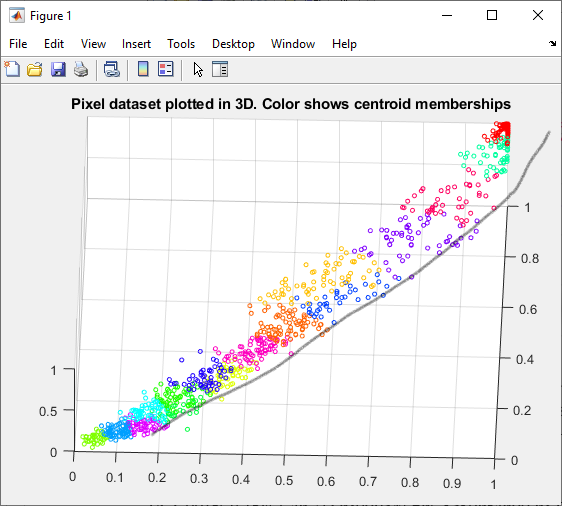 Figure 1
File Edit View Insert Tools Desktop Window Help
Pixel dataset plotted in 3D. Color shows centroid memberships
1
0.8
0.6
0.4
0.2
0
1
0.5
0
0 0.1 0.2 0.3 0.4 0.5 0.6 0.7 0.8 0.9 1